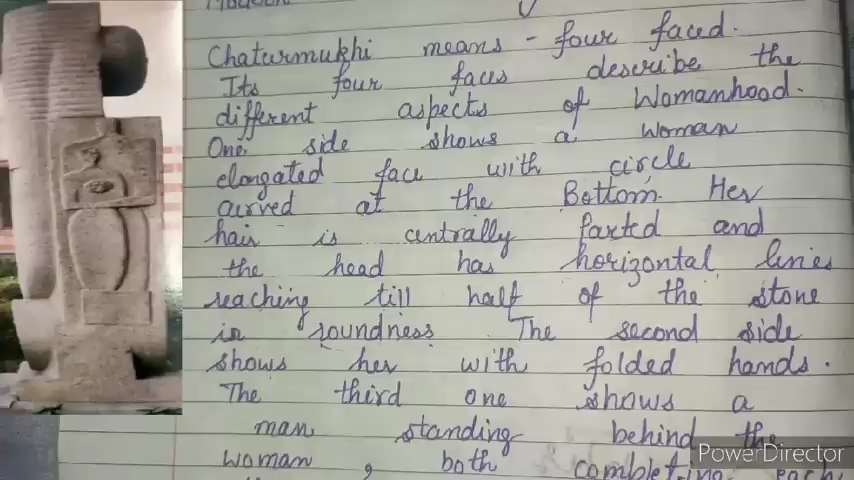 Chaturmukhi means - four faced.
Its four faces describe the
different aspects of Womanhood.
One side shows a woman
elongated face with circle
curved at the Bottom. Her
hair is centrally parted and
the head has horizontal lines
reaching till half of the stone
in roundness. The second side
shows her with folded hands.
The third one shows a
man standing behind the
woman, both completing each
PowerDirector